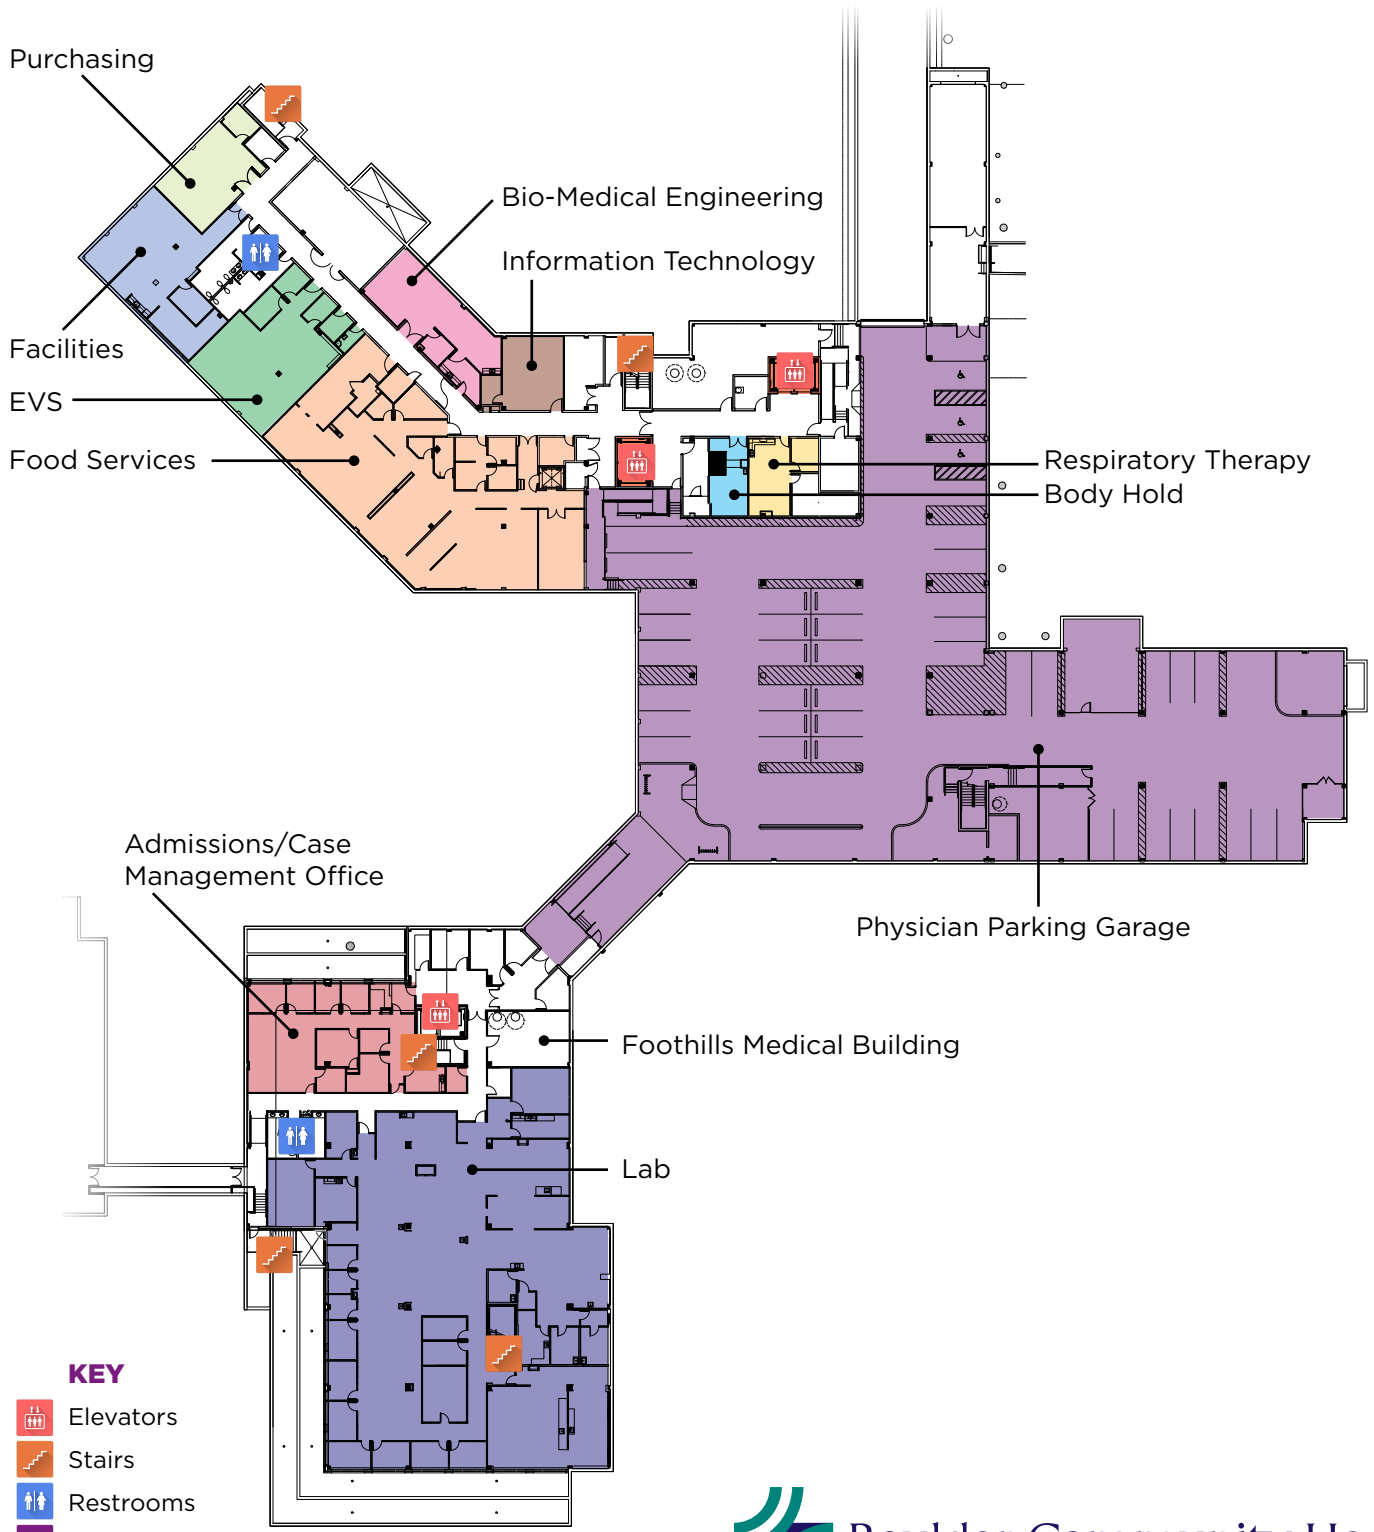 Purchasing
Bio-Medical Engineering
Information Technology
Facilities
EVS
Food Services
Respiratory Therapy
Body Hold
Admissions/Case
Management Office
Physician Parking Garage
Foothills Medical Building
Lab
KEY
Elevators
Stairs
Restrooms